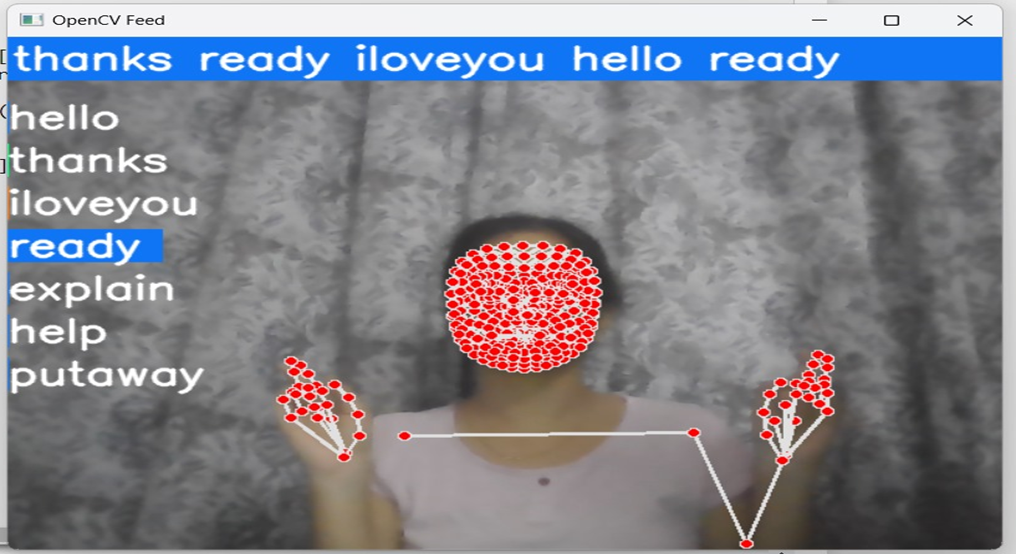 OpenCV Feed
thanks ready iloveyou hello ready
hello
thanks
iloveyou
ready
explain
help
putaway